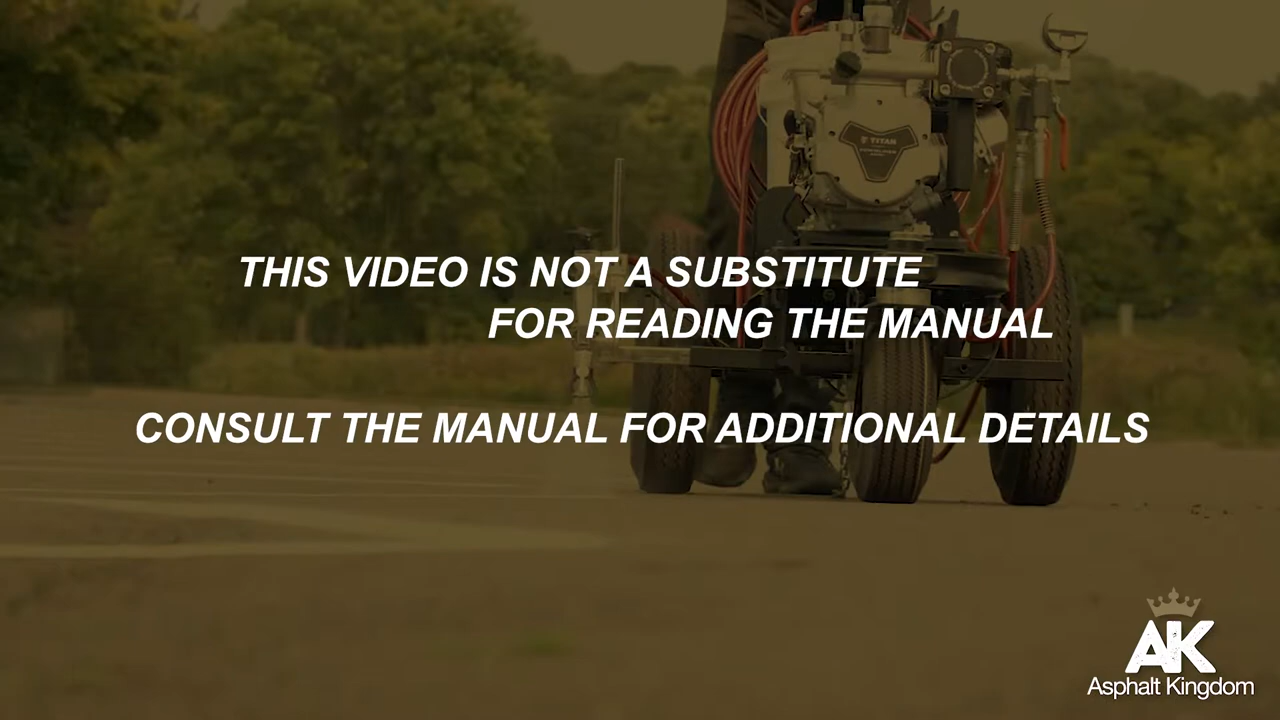 TITAN
THIS VIDEO IS NOT A SUBSTITUTE
FOR READING THE MANUAL
CONSULT THE MANUAL FOR ADDITIONAL DETAILS
AK
Asphalt Kingdom